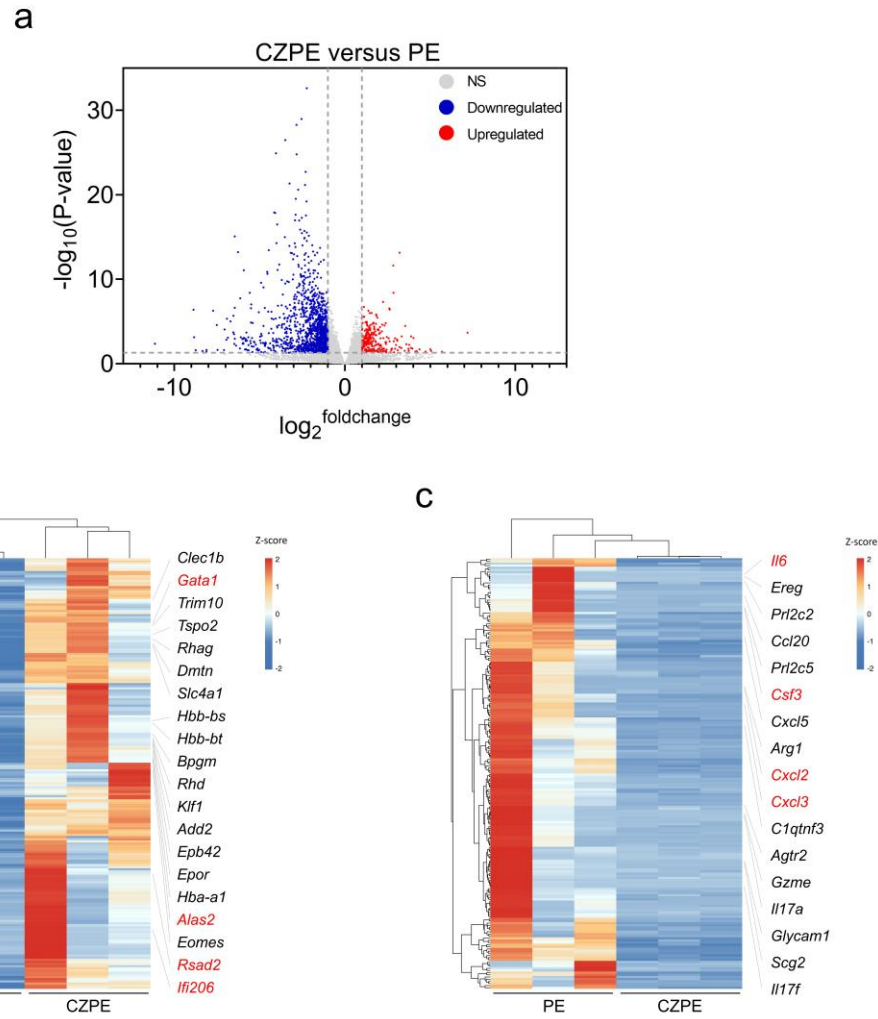 a
CZPE versus PE
NS
Downregulated
Upregulated
-log10(P-value)
30
20
10
0
-10
0
10
log2 foldchange
Z-score
2
1
0
-1
-2
Clec1b
Gata1
Trim10
Tspo2
Rhag
Dmtn
Slc4a1
Hbb-bs
Hbb-bt
Bpgm
Rhd
Klf1
Add2
Epb42
Epor
Hba-a1
Alas2
Eomes
Rsad2
Ifi206
CZPE
c
Z-score
2
1
0
-1
-2
Il6
Ereg
Prl2c2
Ccl20
Prl2c5
Csf3
Cxcl5
Arg1
Cxcl2
Cxcl3
C1qtnf3
Agtr2
Gzme
Il17a
Glycam1
Scg2
Il17f
PE
CZPE